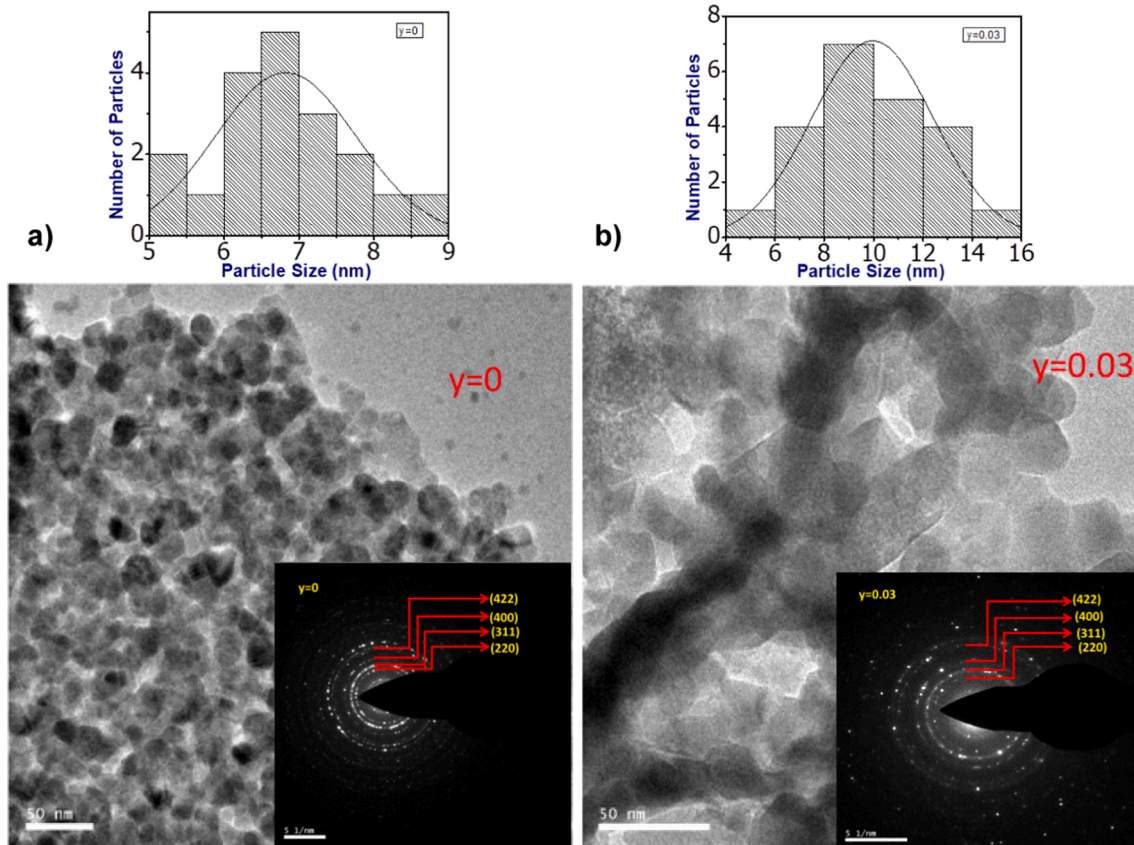 y=0
Number of Particles
4
2
0
5
6
7
8
9
Particle Size (nm)
a)
y=0.03
Number of Particles
8
6
4
2
0
4
6
8
10
12
14
16
Particle Size (nm)
b)
y=0
y=0
(422)
(400)
(311)
(220)
5 1/nm
50 nm
y=0.03
y=0.03
(422)
(400)
(311)
(220)
5 1/nm
50 nm